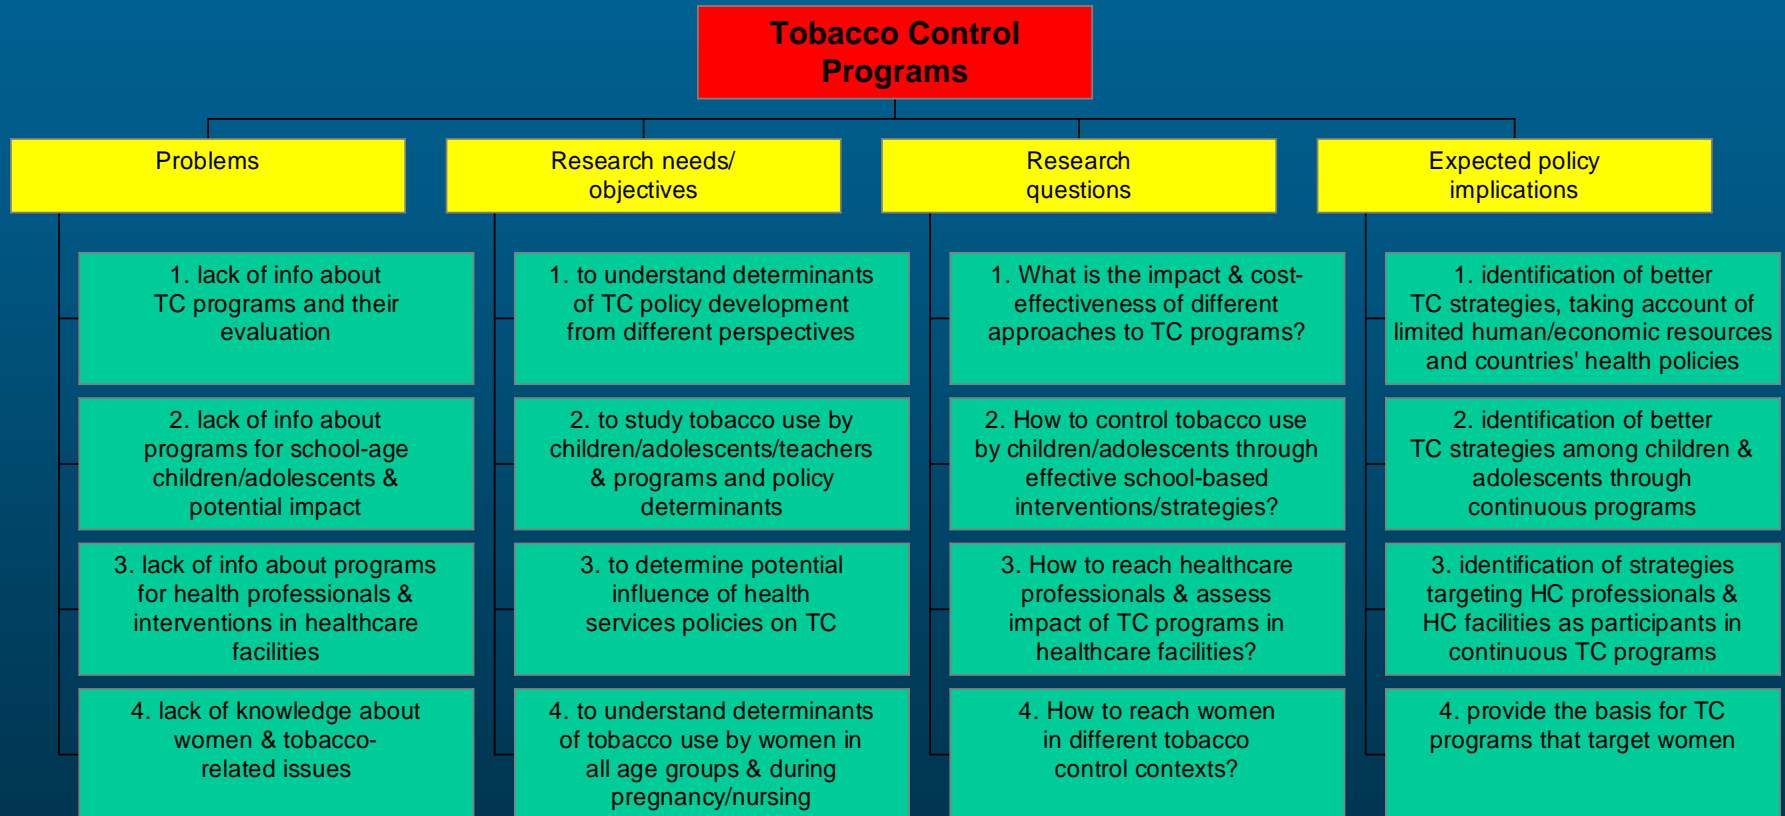 Tobacco Control
Programs
Problems
1. lack of info about
TC programs and their
evaluation
2. lack of info about
programs for school-age
children/adolescents &
potential impact
3. lack of info about programs
for health professionals &
interventions in healthcare
facilities
4. lack of knowledge about
women & tobacco-
related issues
Research needs/
objectives
1. to understand determinants
of TC policy development
from different perspectives
2. to study tobacco use by
children/adolescents/teachers
& programs and policy
determinants
3. to determine potential
influence of health
services policies on TC
4. to understand determinants
of tobacco use by women in
all age groups & during
pregnancy/nursing
Research
questions
1. What is the impact & cost-
effectiveness of different
approaches to TC programs?
2. How to control tobacco use
by children/adolescents through
effective school-based
interventions/strategies?
3. How to reach healthcare
professionals & assess
impact of TC programs in
healthcare facilities?
4. How to reach women
in different tobacco
control contexts?
Expected policy
implications
1. identification of better
TC strategies, taking account of
limited human/economic resources
and countries' health policies
2. identification of better
TC strategies among children &
adolescents through
continuous programs
3. identification of strategies
targeting HC professionals &
HC facilities as participants in
continuous TC programs
4. provide the basis for TC
programs that target women